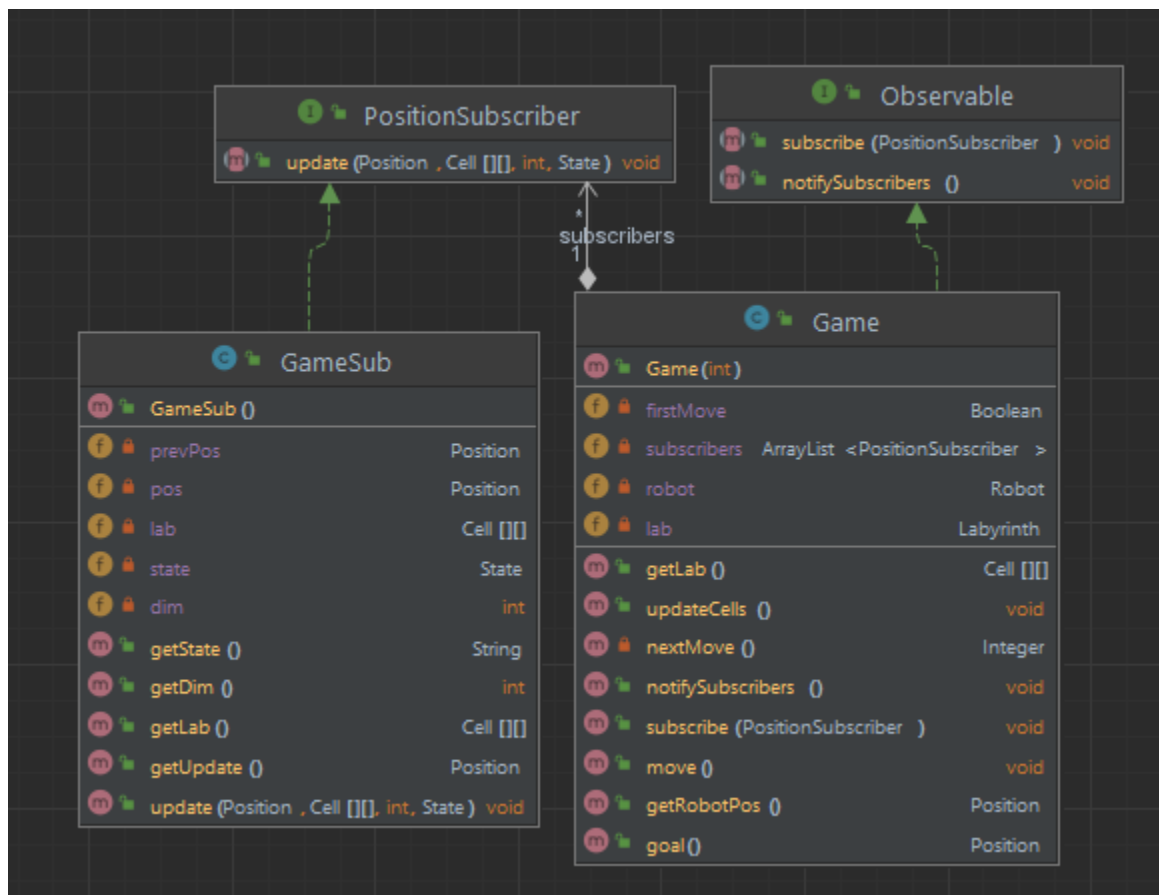 PositionSubscriber
update (Position , Cell [][], int, State) void
Observable
subscribe (PositionSubscriber ) void
notifySubscribers () void
*
subscribers
1
GameSub
GameSub ()
prevPos Position
pos Position
lab Cell [][]
state State
dim int
getState () String
getDim () int
getLab () Cell [][]
getUpdate () Position
update (Position , Cell [][], int, State) void
Game
Game (int)
firstMove Boolean
subscribers ArrayList <PositionSubscriber >
robot Robot
lab Labyrinth
getLab () Cell [][]
updateCells () void
nextMove () Integer
notifySubscribers () void
subscribe (PositionSubscriber ) void
move () void
getRobotPos () Position
goal () Position